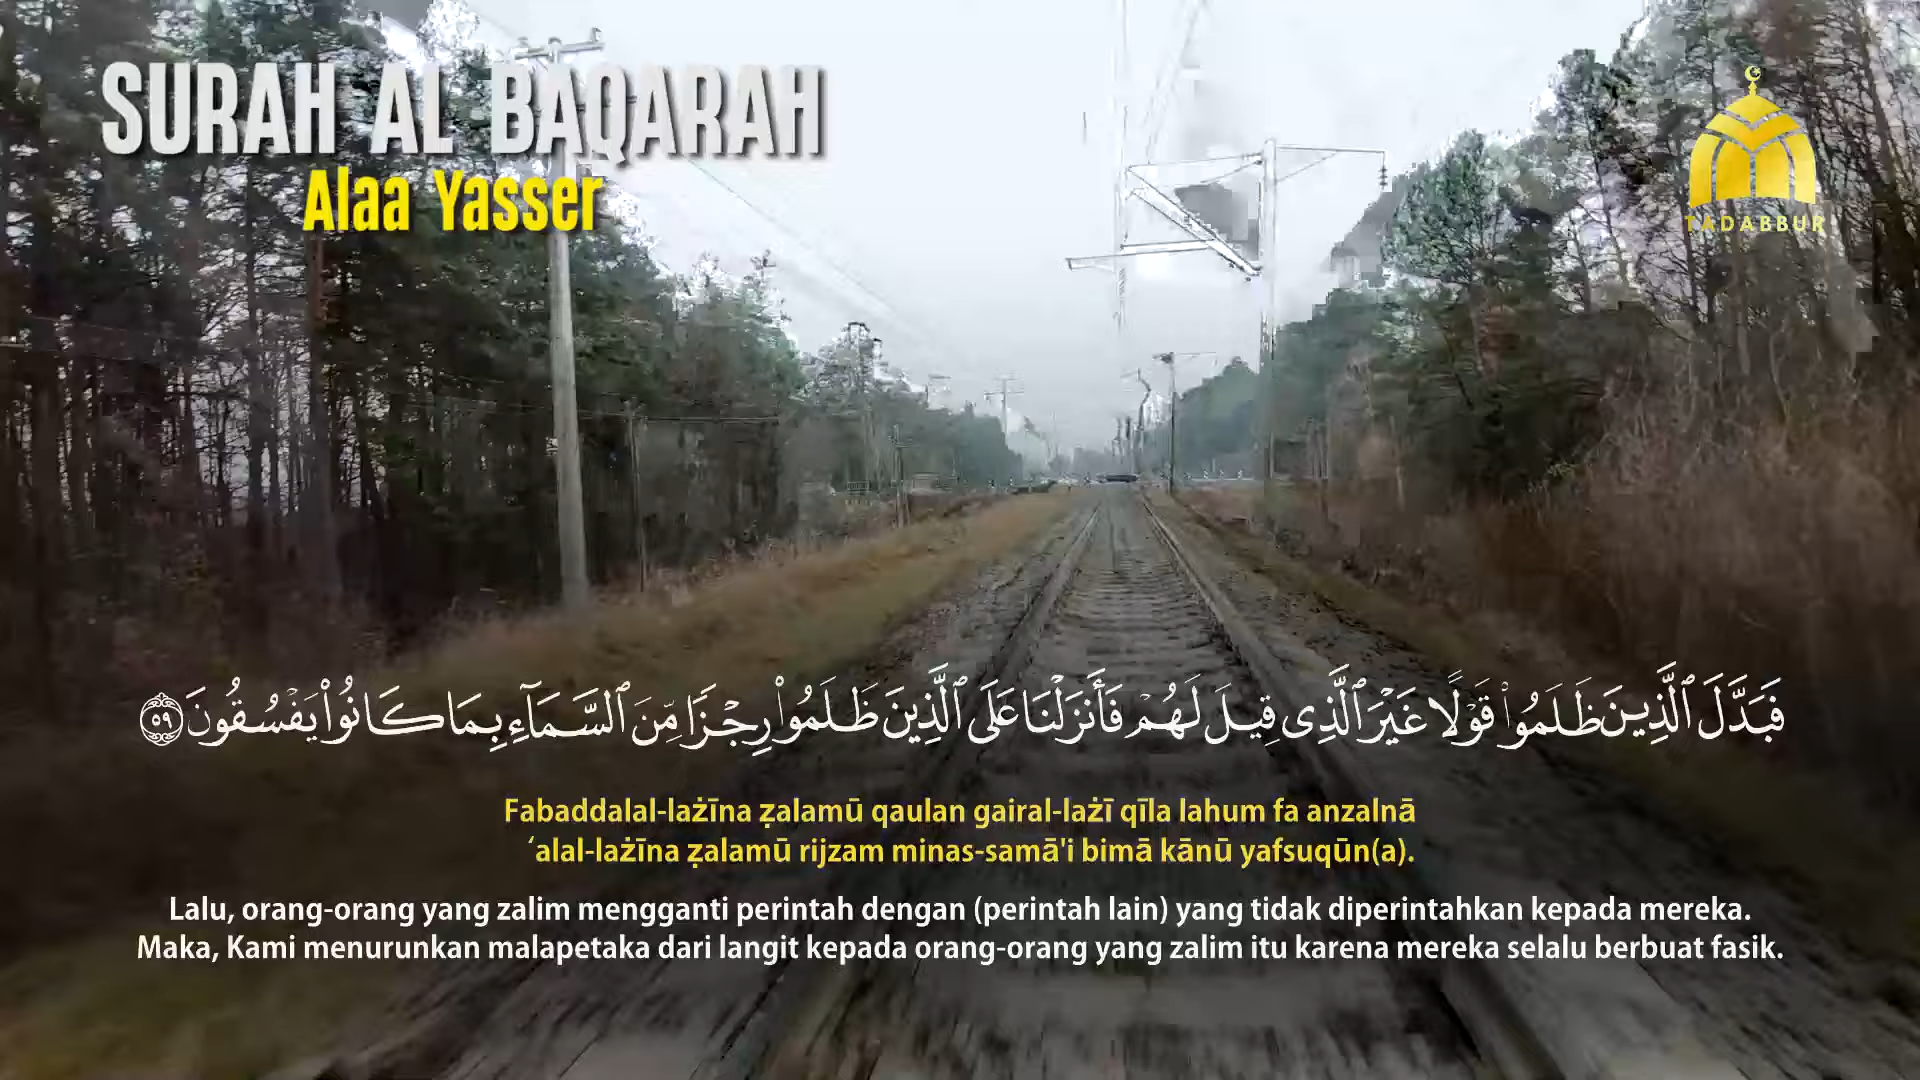 SURAH AL BAQARAH
Alaa Yasser
TADABBUR
فَبَدَّلَ ٱلَّذِينَ ظَلَمُوا۟ قَوْلًا غَيْرَ ٱلَّذِى قِيلَ لَهُمْ فَأَنزَلْنَا عَلَى ٱلَّذِينَ ظَلَمُوا۟ رِجْزًا مِّنَ ٱلسَّمَآءِ بِمَا كَانُوا۟ يَفْسُقُونَ ٥٩
Fabaddalal-lażīna ẓalamū qaulan gairal-lażī qīla lahum fa anzalnā
‘alal-lażīna ẓalamū rijzam minas-samā'i bimā kānū yafsuqūn(a).
Lalu, orang-orang yang zalim mengganti perintah dengan (perintah lain) yang tidak diperintahkan kepada mereka.
Maka, Kami menurunkan malapetaka dari langit kepada orang-orang yang zalim itu karena mereka selalu berbuat fasik.